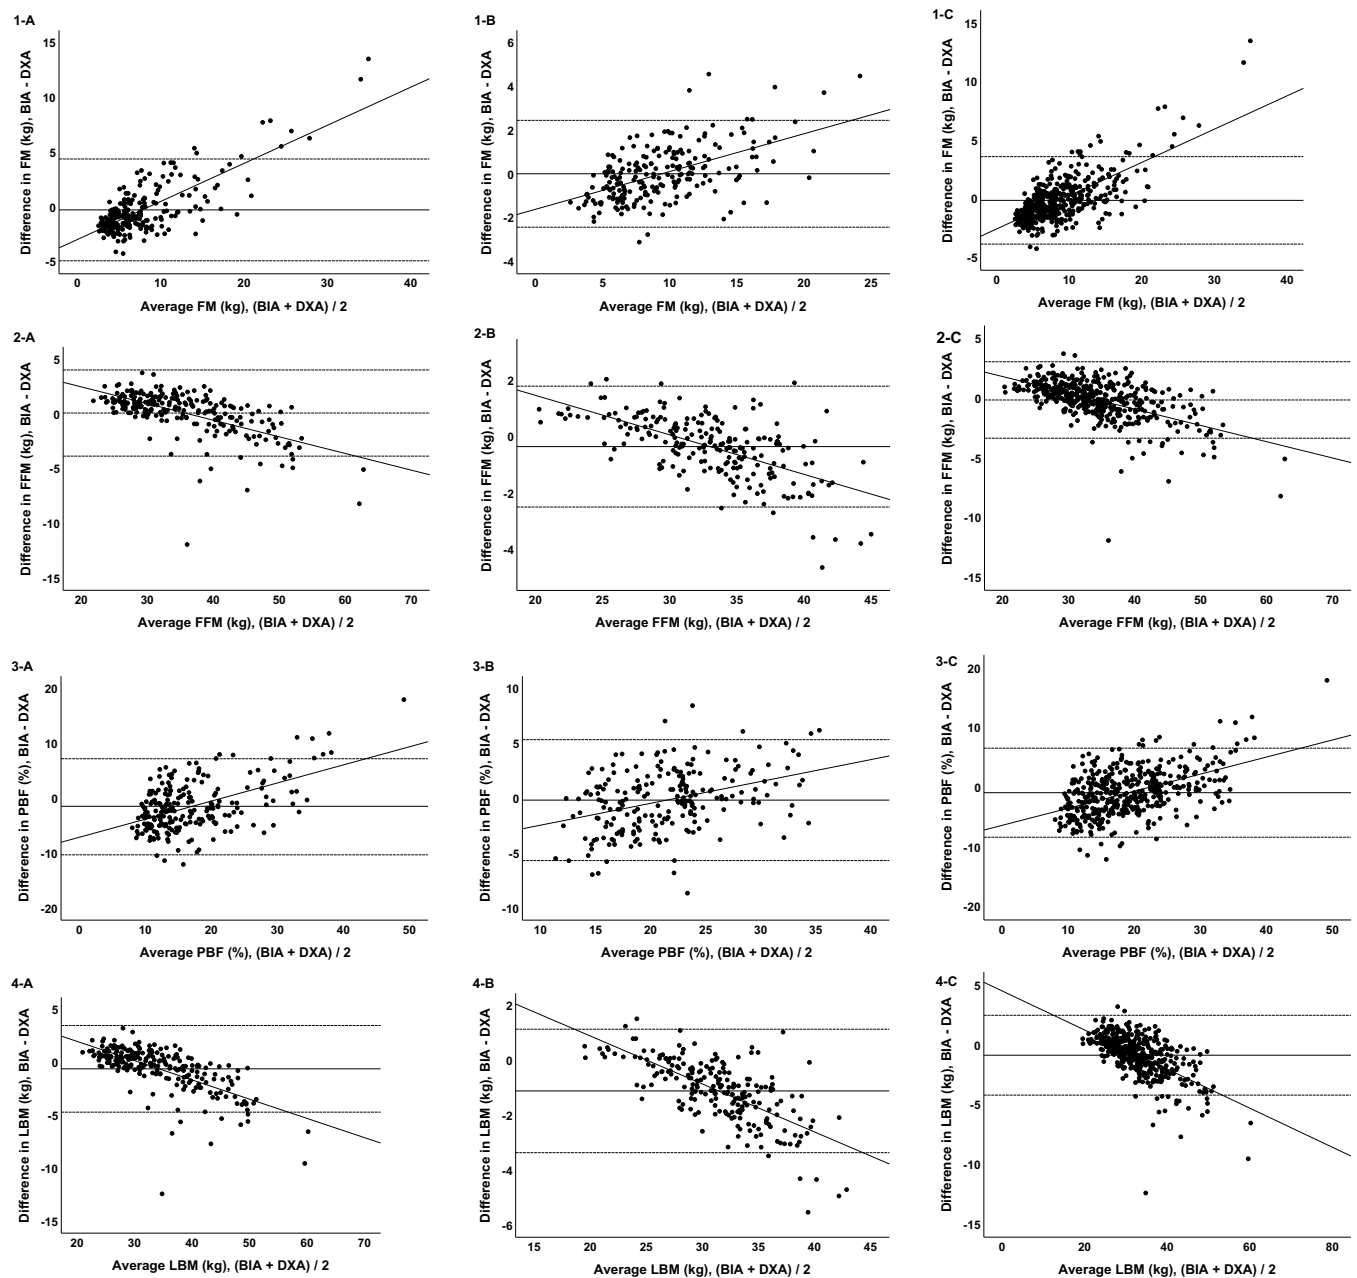 1-A
Difference in FM (kg), BIA - DXA
15
10
5
0
-5
0 10 20 30 40
Average FM (kg), (BIA + DXA) / 2
1-B
Difference in FM (kg), BIA - DXA
6
4
2
0
-2
-4
0 5 10 15 20 25
Average FM (kg), (BIA + DXA) / 2
1-C
Difference in FM (kg), BIA - DXA
15
10
5
0
-5
0 10 20 30 40
Average FM (kg), (BIA + DXA) / 2
2-A
Difference in FFM (kg), BIA - DXA
5
0
-5
-10
-15
20 30 40 50 60 70
Average FFM (kg), (BIA + DXA) / 2
2-B
Difference in FFM (kg), BIA - DXA
2
0
-2
-4
20 25 30 35 40 45
Average FFM (kg), (BIA + DXA) / 2
2-C
Difference in FFM (kg), BIA - DXA
5
0
-5
-10
-15
20 30 40 50 60 70
Average FFM (kg), (BIA + DXA) / 2
3-A
Difference in PBF (%), BIA - DXA
20
10
0
-10
-20
0 10 20 30 40 50
Average PBF (%), (BIA + DXA) / 2
3-B
Difference in PBF (%), BIA - DXA
10
5
0
-5
-10
10 15 20 25 30 35 40
Average PBF (%), (BIA + DXA) / 2
3-C
Difference in PBF (%), BIA - DXA
20
10
0
-10
-20
0 10 20 30 40 50
Average PBF (%), (BIA + DXA) / 2
4-A
Difference in LBM (kg), BIA - DXA
5
0
-5
-10
-15
20 30 40 50 60 70
Average LBM (kg), (BIA + DXA) / 2
4-B
Difference in LBM (kg), BIA - DXA
2
0
-2
-4
-6
15 20 25 30 35 40 45
Average LBM (kg), (BIA + DXA) / 2
4-C
Difference in LBM (kg), BIA - DXA
5
0
-5
-10
-15
0 20 40 60 80
Average LBM (kg), (BIA + DXA) / 2